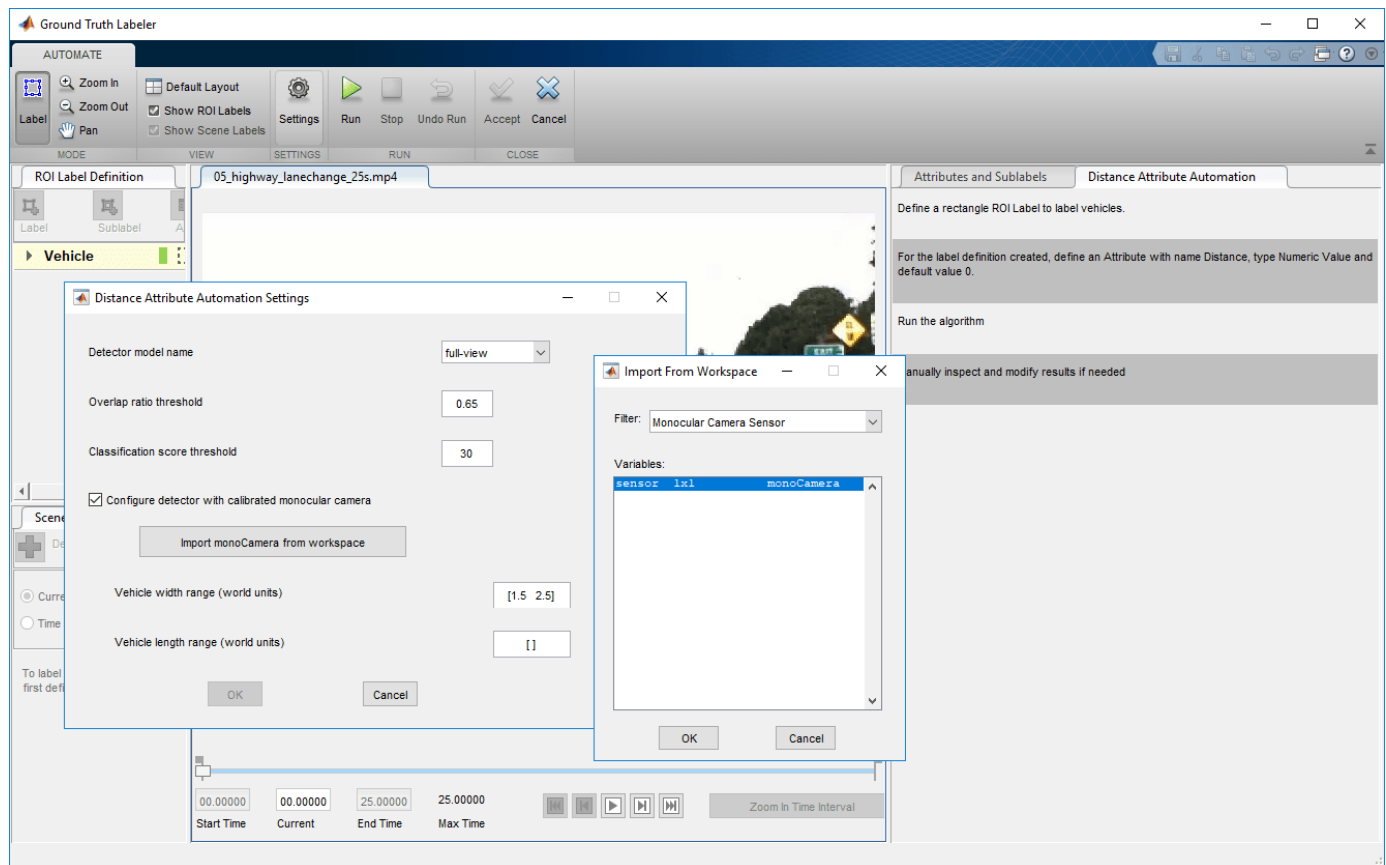 Ground Truth Labeler
AUTOMATE
Label
Zoom In
Zoom Out
Pan
MODE
Default Layout
Show ROI Labels
Show Scene Labels
VIEW
Settings
SETTINGS
Run
Stop
Undo Run
RUN
Accept
Cancel
CLOSE
ROI Label Definition
Label
Sublabel
A
Vehicle
05_highway_lanechange_25s.mp4
EXIT
Attributes and Sublabels
Distance Attribute Automation
Define a rectangle ROI Label to label vehicles.
For the label definition created, define an Attribute with name Distance, type Numeric Value and
default value 0.
Run the algorithm
anually inspect and modify results if needed
Distance Attribute Automation Settings
Detector model name
full-view
Overlap ratio threshold
0.65
Classification score threshold
30
Configure detector with calibrated monocular camera
Import monoCamera from workspace
Vehicle width range (world units)
[1.5 2.5]
Vehicle length range (world units)
[ ]
OK
Cancel
Import From Workspace
Filter:
Monocular Camera Sensor
Variables:
sensor 1x1 monoCamera
OK
Cancel
Scene
De
Curre
Time
To label
first defi
00.00000
00.00000
25.00000
25.00000
Start Time
Current
End Time
Max Time
Zoom In Time Interval